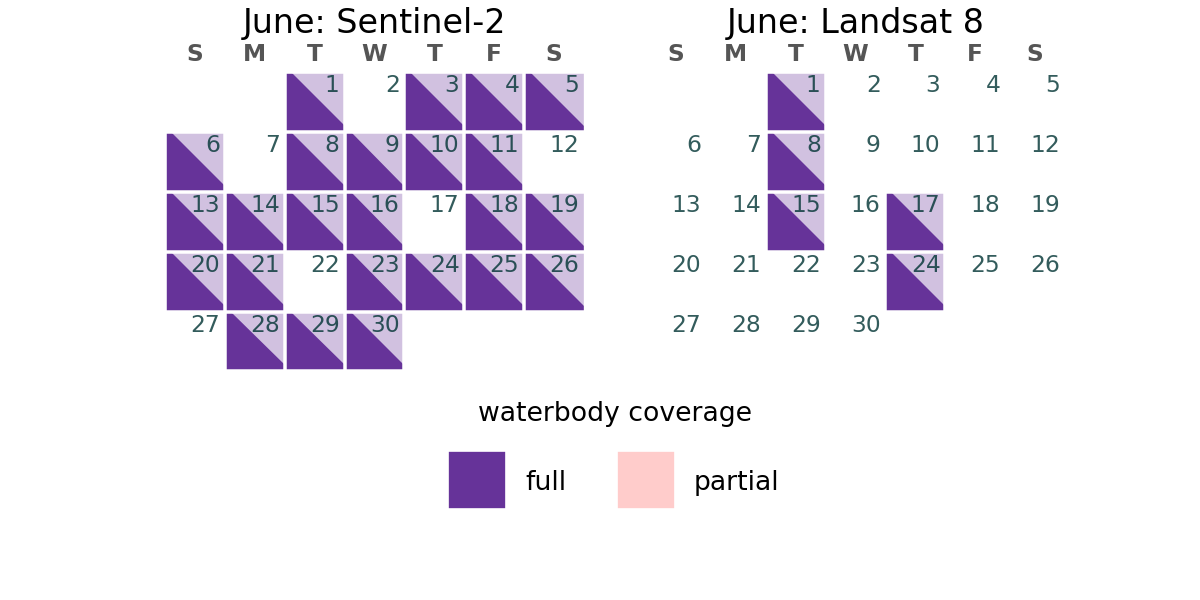 June: Sentinel-2
S M T W T F S
1 2 3 4 5
6 7 8 9 10 11 12
13 14 15 16 17 18 19
20 21 22 23 24 25 26
27 28 29 30
June: Landsat 8
S M T W T F S
1 2 3 4 5
6 7 8 9 10 11 12
13 14 15 16 17 18 19
20 21 22 23 24 25 26
27 28 29 30
waterbody coverage
full partial